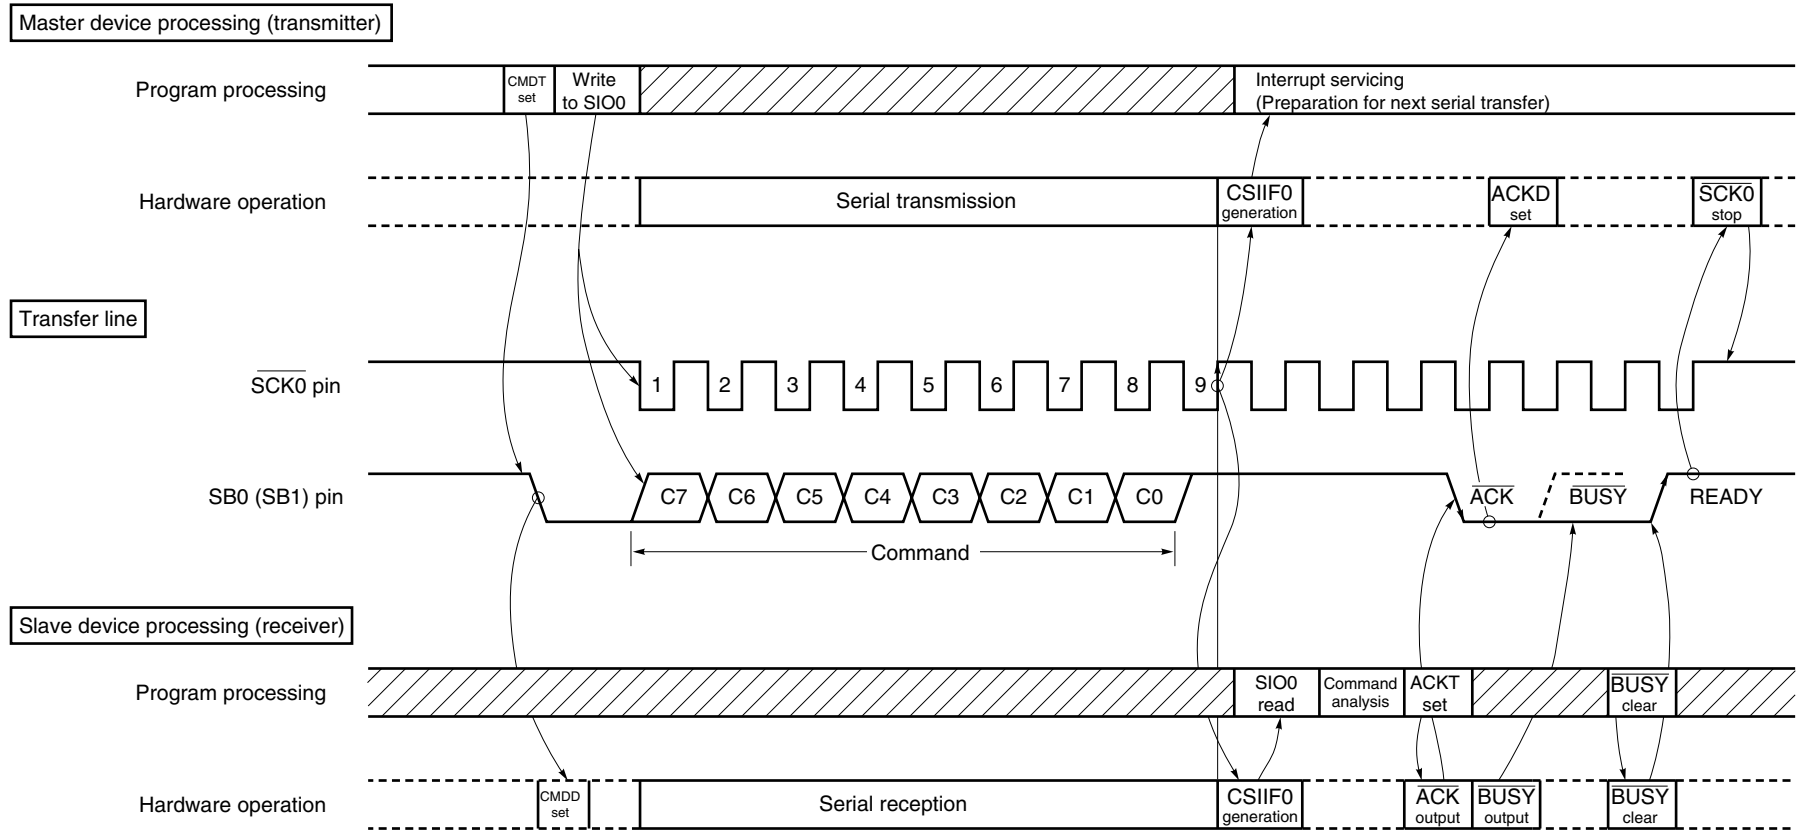 Master device processing (transmitter)
Program processing
CMDT
set
Write
to SIO0
Interrupt servicing
(Preparation for next serial transfer)
Hardware operation
Serial transmission
CSIIF0
generation
ACKD
set
SCK0
stop
Transfer line
SCK0 pin
1 2 3 4 5 6 7 8 9
SB0 (SB1) pin
C7 C6 C5 C4 C3 C2 C1 C0
ACK
BUSY
READY
Command
Slave device processing (receiver)
Program processing
SIO0
read
Command
analysis
ACKT
set
BUSY
clear
Hardware operation
CMDD
set
Serial reception
CSIIF0
generation
ACK
output
BUSY
output
BUSY
clear